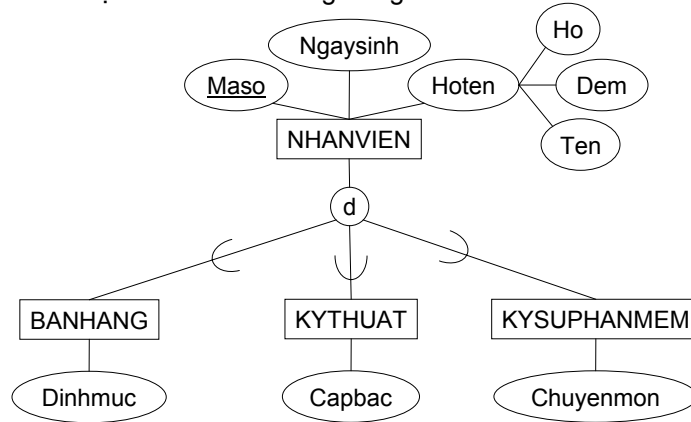 Ngaysinh
Ho
Maso
Hoten
Dem
NHANVIEN
Ten
d
BANHANG
KYTHUAT
KYSUPHANMEM
Dinhmuc
Capbac
Chuyenmon